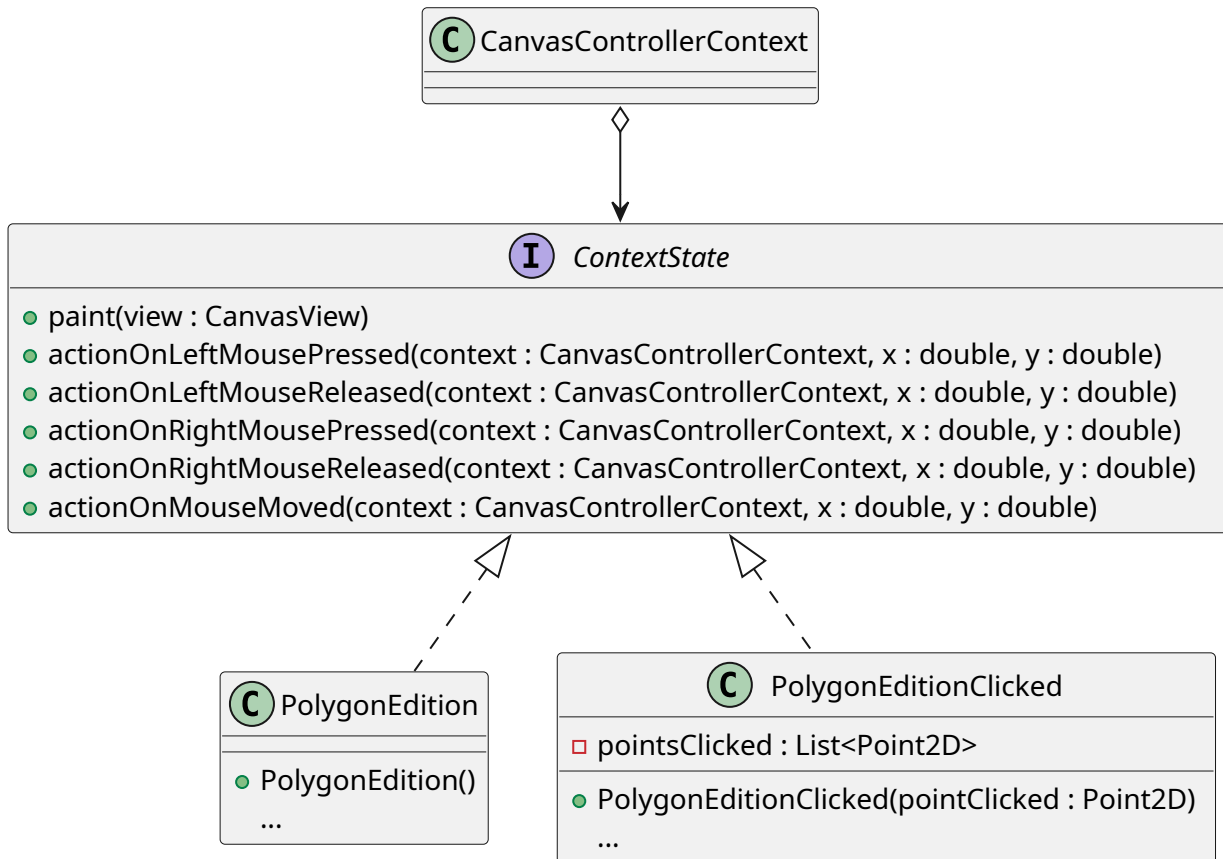 C CanvasControllerContext
I ContextState
paint(view : CanvasView)
actionOnLeftMousePressed(context : CanvasControllerContext, x : double, y : double)
actionOnLeftMouseReleased(context : CanvasControllerContext, x : double, y : double)
actionOnRightMousePressed(context : CanvasControllerContext, x : double, y : double)
actionOnRightMouseReleased(context : CanvasControllerContext, x : double, y : double)
actionOnMouseMoved(context : CanvasControllerContext, x : double, y : double)
C PolygonEdition
PolygonEdition()
...
C PolygonEditionClicked
pointsClicked : List<Point2D>
PolygonEditionClicked(pointClicked : Point2D)
...